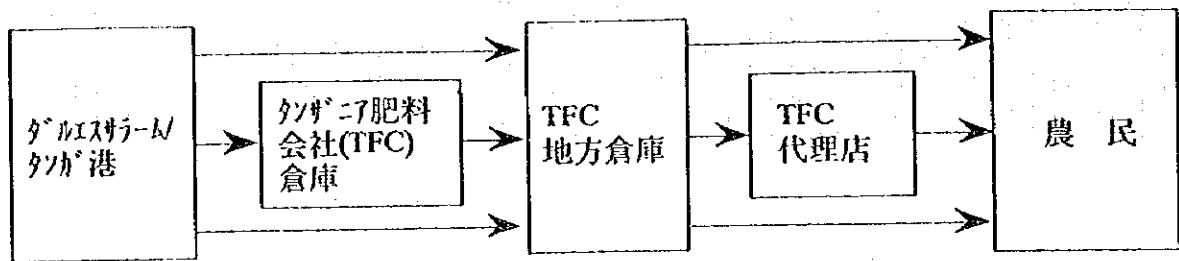 ﾀﾞﾙｴｽｻﾗｰﾑ/
ﾀﾝｶﾞ港
ﾀﾝｻﾞﾆｱ肥料
会社(TFC)
倉庫
TFC
地方倉庫
TFC
代理店
農 民